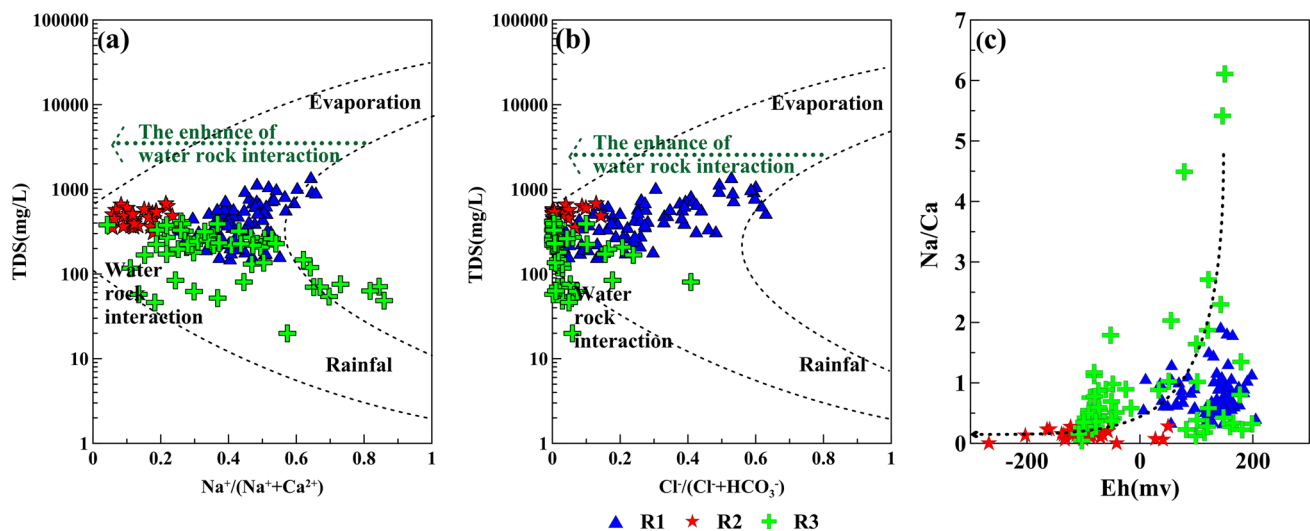 (a)
100000
10000
1000
100
10
1
TDS(mg/L)
Evaporation
The enhance of
water rock interaction
Water
rock
interaction
Rainfal
0
0.2
0.4
0.6
0.8
1
Na⁺/(Na⁺+Ca²⁺)
(b)
100000
10000
1000
100
10
1
TDS(mg/L)
Evaporation
The enhance of
water rock interaction
Water
rock
interaction
Rainfal
0
0.2
0.4
0.6
0.8
1
Cl⁻/(Cl⁻+HCO₃⁻)
(c)
7
6
5
4
3
2
1
0
Na/Ca
-200
-100
0
100
200
Eh(mv)
R1 R2 R3